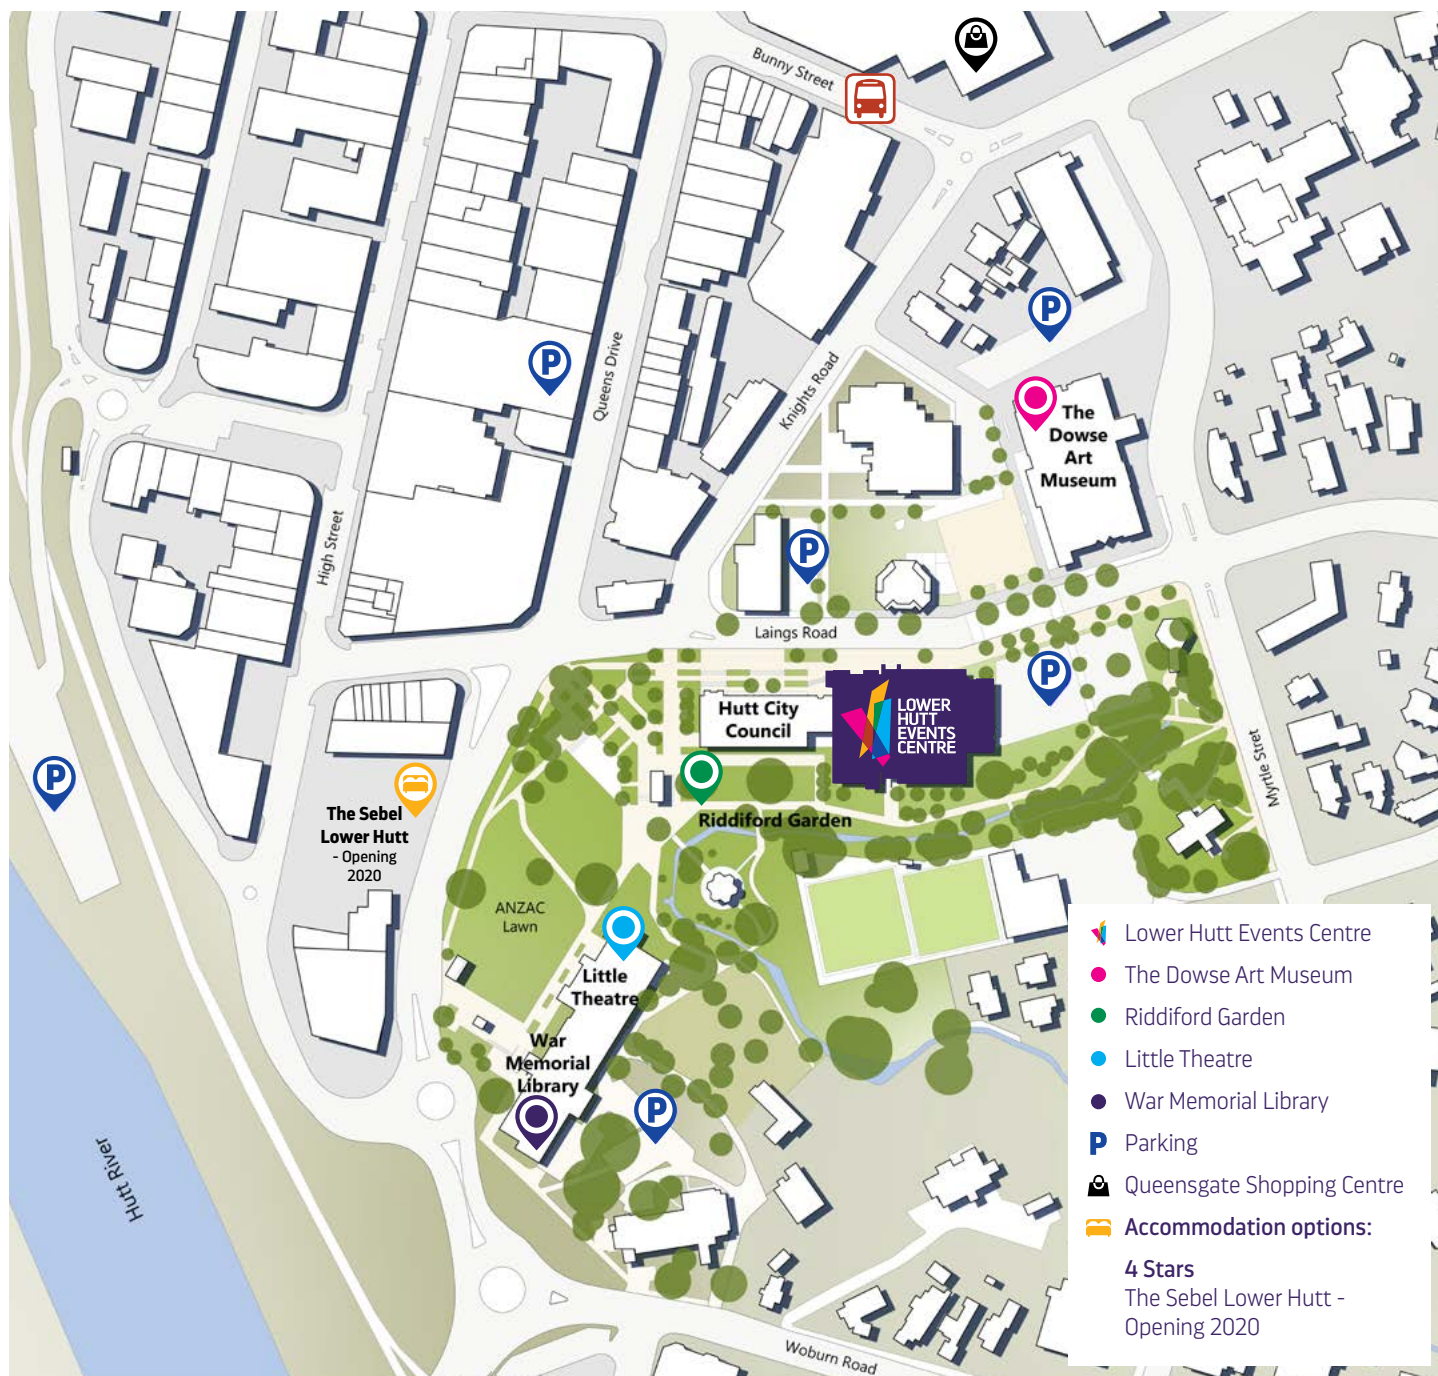 Bunny Street
Queens Drive
Knights Road
P
P
The
Dowse
Art
Museum
High Street
P
Laings Road
P
Hutt City
Council
LOWER
HUTT
EVENTS
CENTRE
Myrtle Stret
P
The Sebel
Lower Hutt
- Opening
2020
Riddiford Garden
ANZAC
Lawn
Little
Theatre
War
Memorial
Library
P
Hutt River
Woburn Road
Lower Hutt Events Centre
The Dowse Art Museum
Riddiford Garden
Little Theatre
War Memorial Library
P Parking
Queensgate Shopping Centre
Accommodation options:
4 Stars
The Sebel Lower Hutt -
Opening 2020